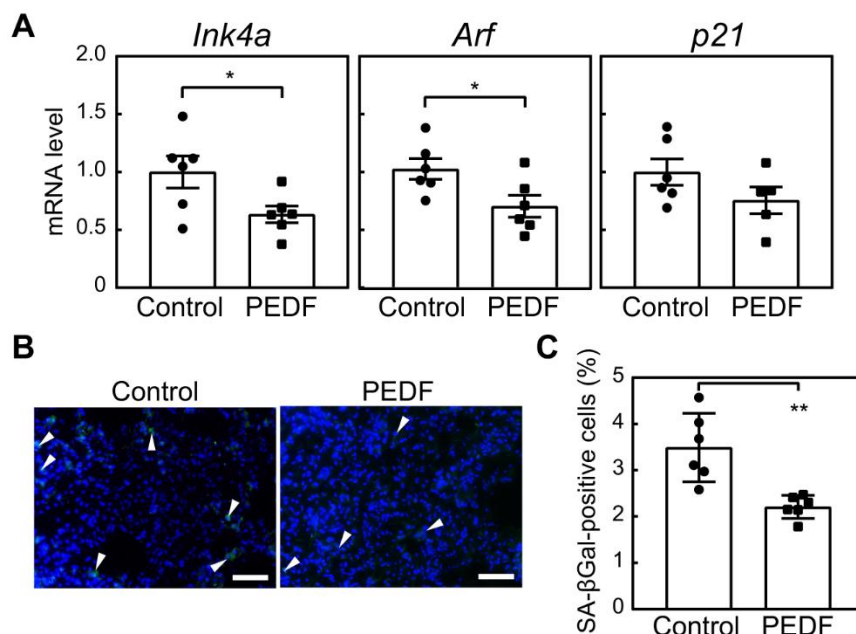 A
Ink4a
Arf
p21
mRNA level
2.0
1.5
1.0
0.5
0
*
*
Control PEDF
Control PEDF
Control PEDF
B
Control
PEDF
C
SA-βGal-positive cells (%)
5
4
3
2
1
0
**
Control PEDF